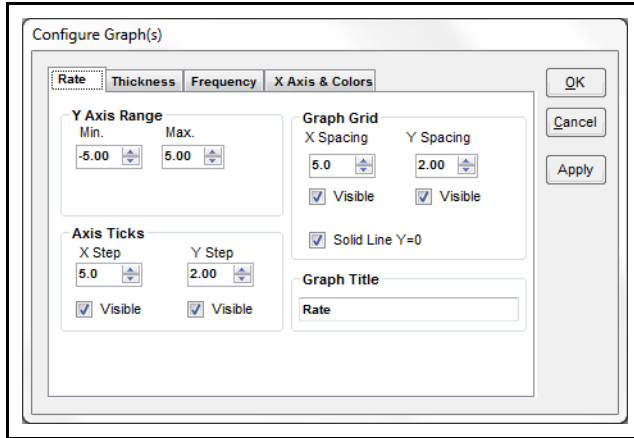 Configure Graph(s)
Rate Thickness Frequency X Axis & Colors
OK
Cancel
Apply
Y Axis Range
Min. Max.
-5.00 5.00
Axis Ticks
X Step Y Step
5.0 2.00
Visible Visible
Graph Grid
X Spacing Y Spacing
5.0 2.00
Visible Visible
Solid Line Y=0
Graph Title
Rate